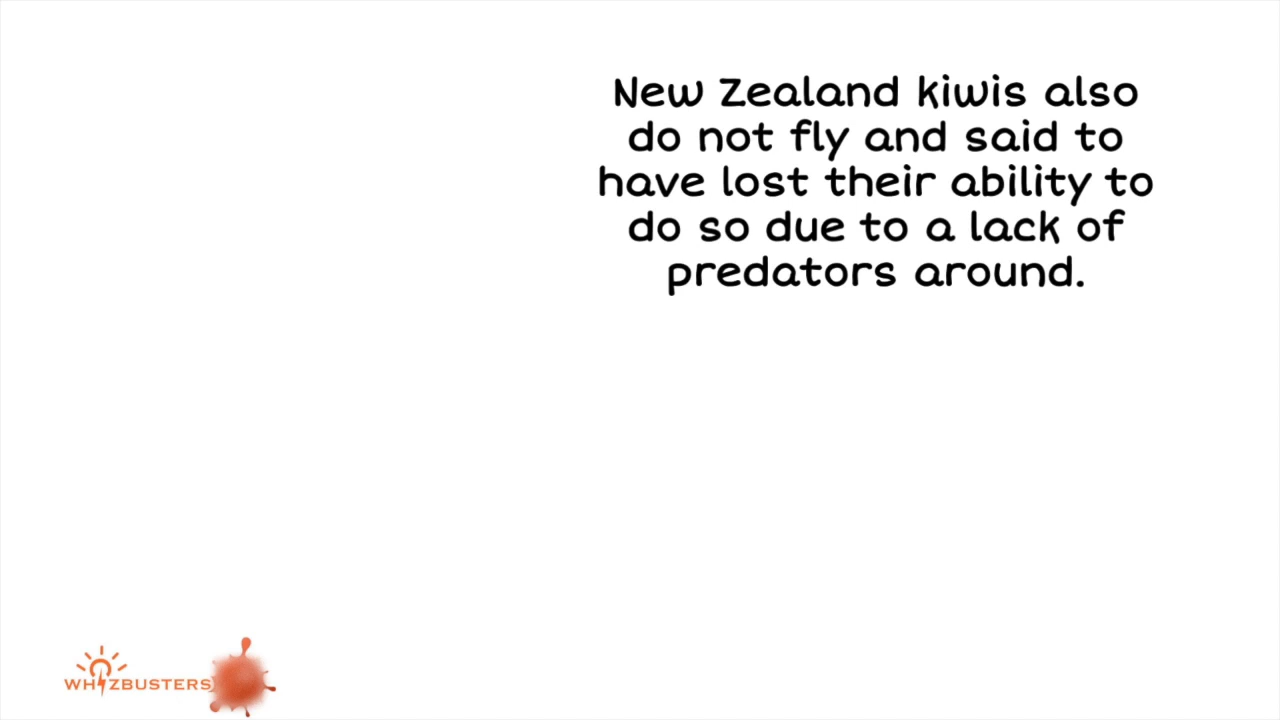 New Zealand kiwis also
do not fly and said to
have lost their ability to
do so due to a lack of
predators around.
WHIZBUSTERS